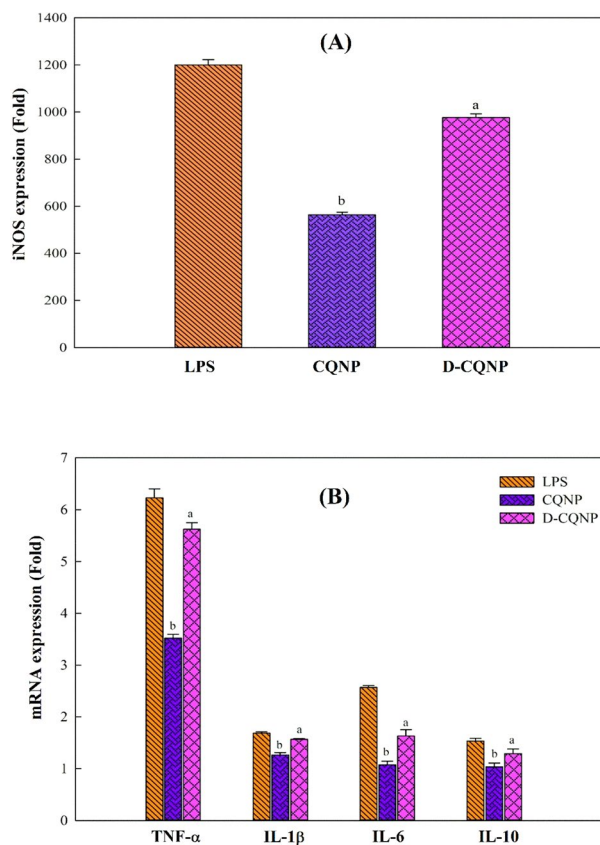 (A)
iNOS expression (Fold)
1400
1200
1000
800
600
400
200
0
a
b
LPS CQNP D-CQNP
(B)
mRNA expression (Fold)
7
6
5
4
3
2
1
0
LPS
CQNP
D-CQNP
b a
b a
b a
b a
TNF-α IL-1β IL-6 IL-10